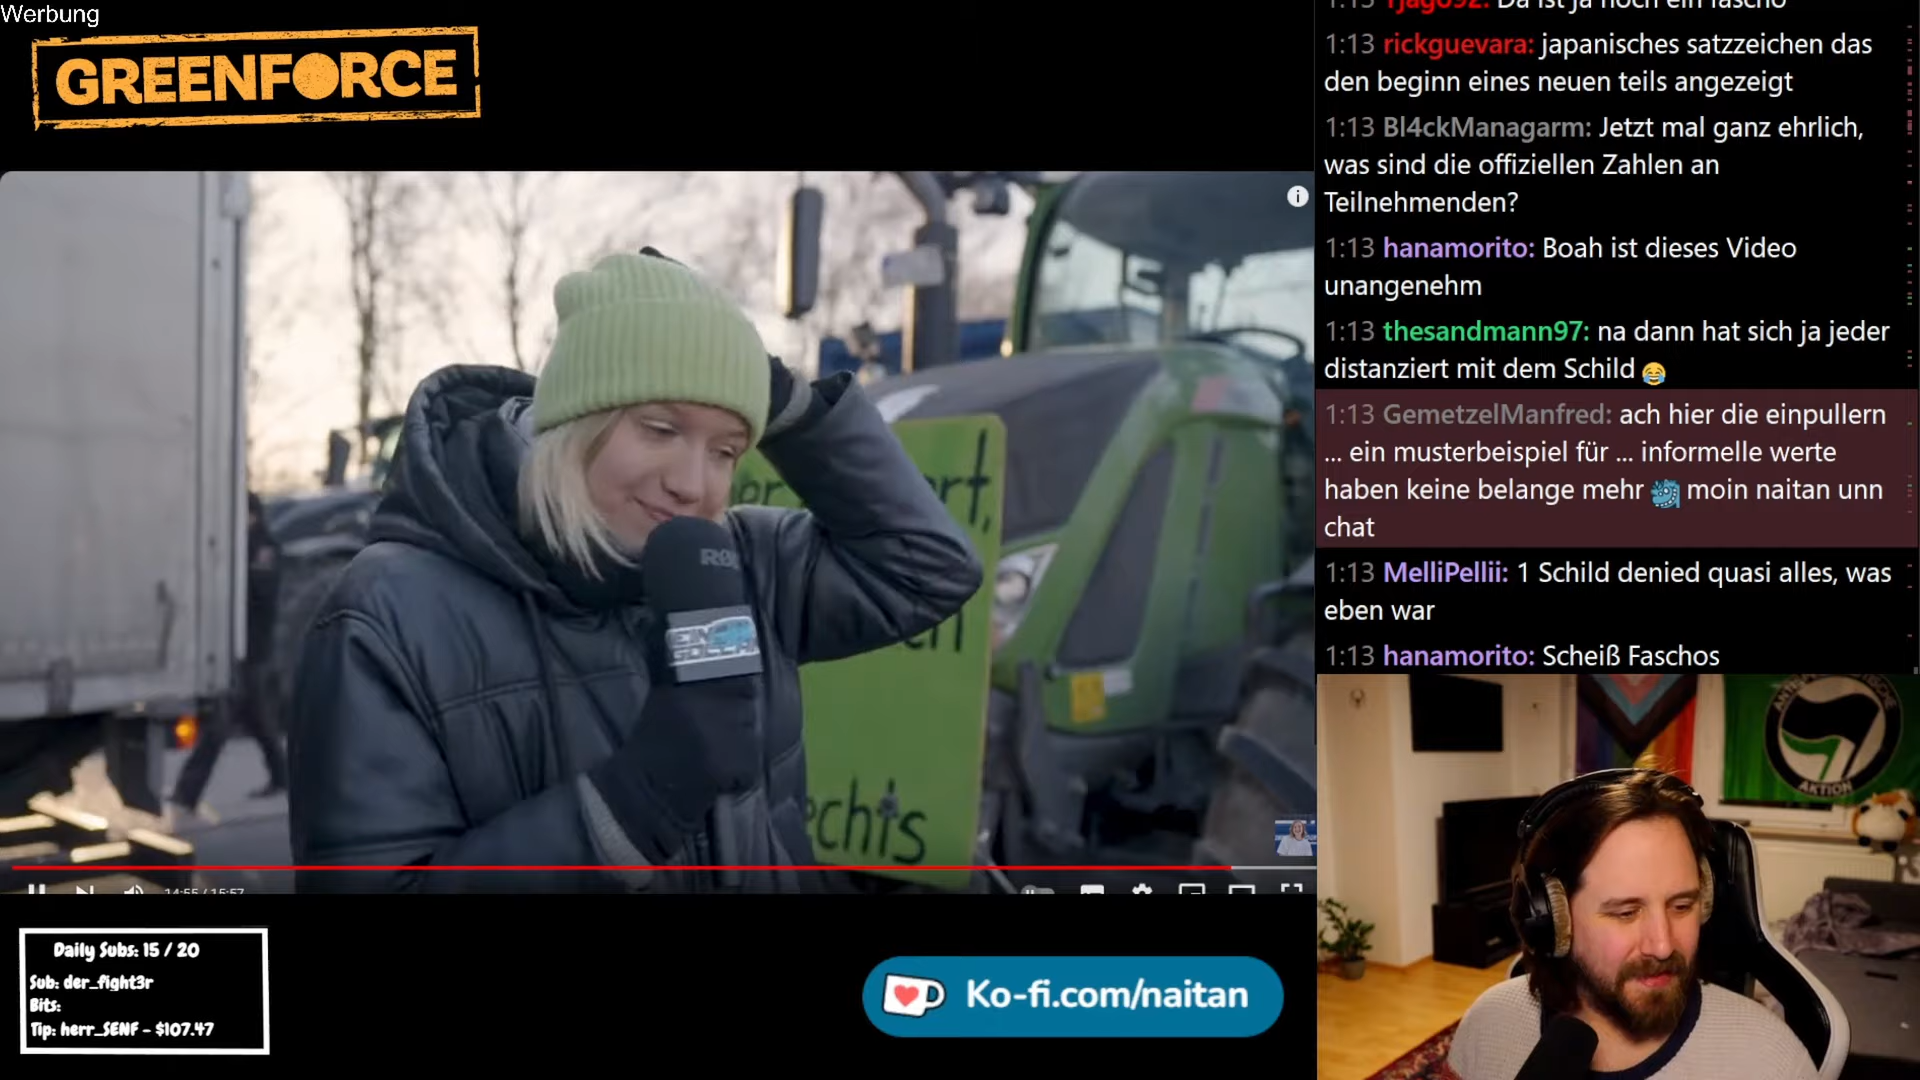 Werbung
GREENFORCE
1:13 rickguevara: japanisches satzzeichen das
den beginn eines neuen teils angezeigt
1:13 Bl4ckManagarm: Jetzt mal ganz ehrlich,
was sind die offiziellen Zahlen an
Teilnehmenden?
1:13 hanamorito: Boah ist dieses Video
unangenehm
1:13 thesandmann97: na dann hat sich ja jeder
distanziert mit dem Schild 😂
1:13 GemetzelManfred: ach hier die einpullern
... ein musterbeispiel für ... informelle werte
haben keine belange mehr moin naitan unn
chat
1:13 MelliPellii: 1 Schild denied quasi alles, was
eben war
1:13 hanamorito: Scheiß Faschos
14:55 / 15:57
AKTION
Daily Subs: 15 / 20
Sub: der_fight3r
Bits:
Tip: herr_SENF - $107.47
Ko-fi.com/naitan